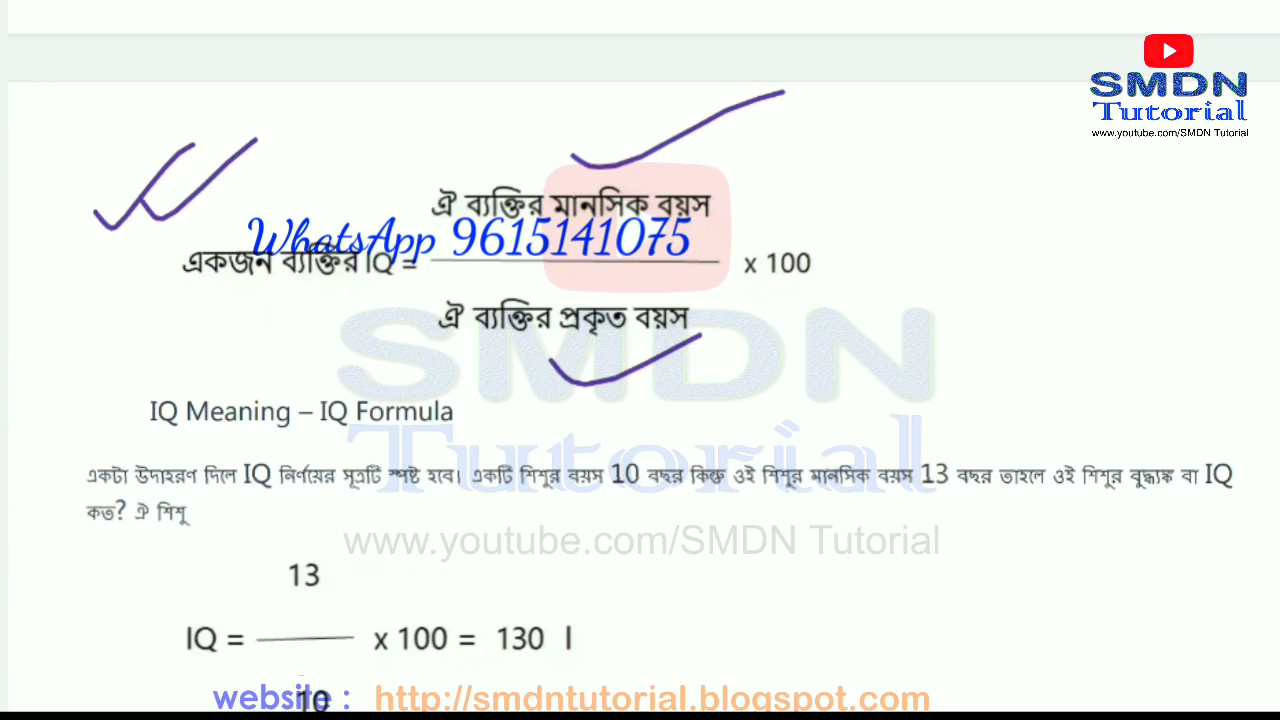 SMDN
Tutorial
www.youtube.com/SMDN Tutorial
ঐ ব্যক্তির মানসিক বয়স
WhatsApp 9615141075
একজন ব্যক্তির IQ = x 100
ঐ ব্যক্তির প্রকৃত বয়স
SMDN
Tutorial
IQ Meaning – IQ Formula
একটা উদাহরণ দিলে IQ নির্ণয়ের সূত্রটি স্পষ্ট হবে। একটি শিশুর বয়স 10 বছর কিন্তু ওই শিশুর মানসিক বয়স 13 বছর তাহলে ওই শিশুর বুদ্ধ্যঙ্ক বা IQ
কত? ঐ শিশু
www.youtube.com/SMDN Tutorial
13
IQ = x 100 = 130 |
10
website : http://smdntutorial.blogspot.com